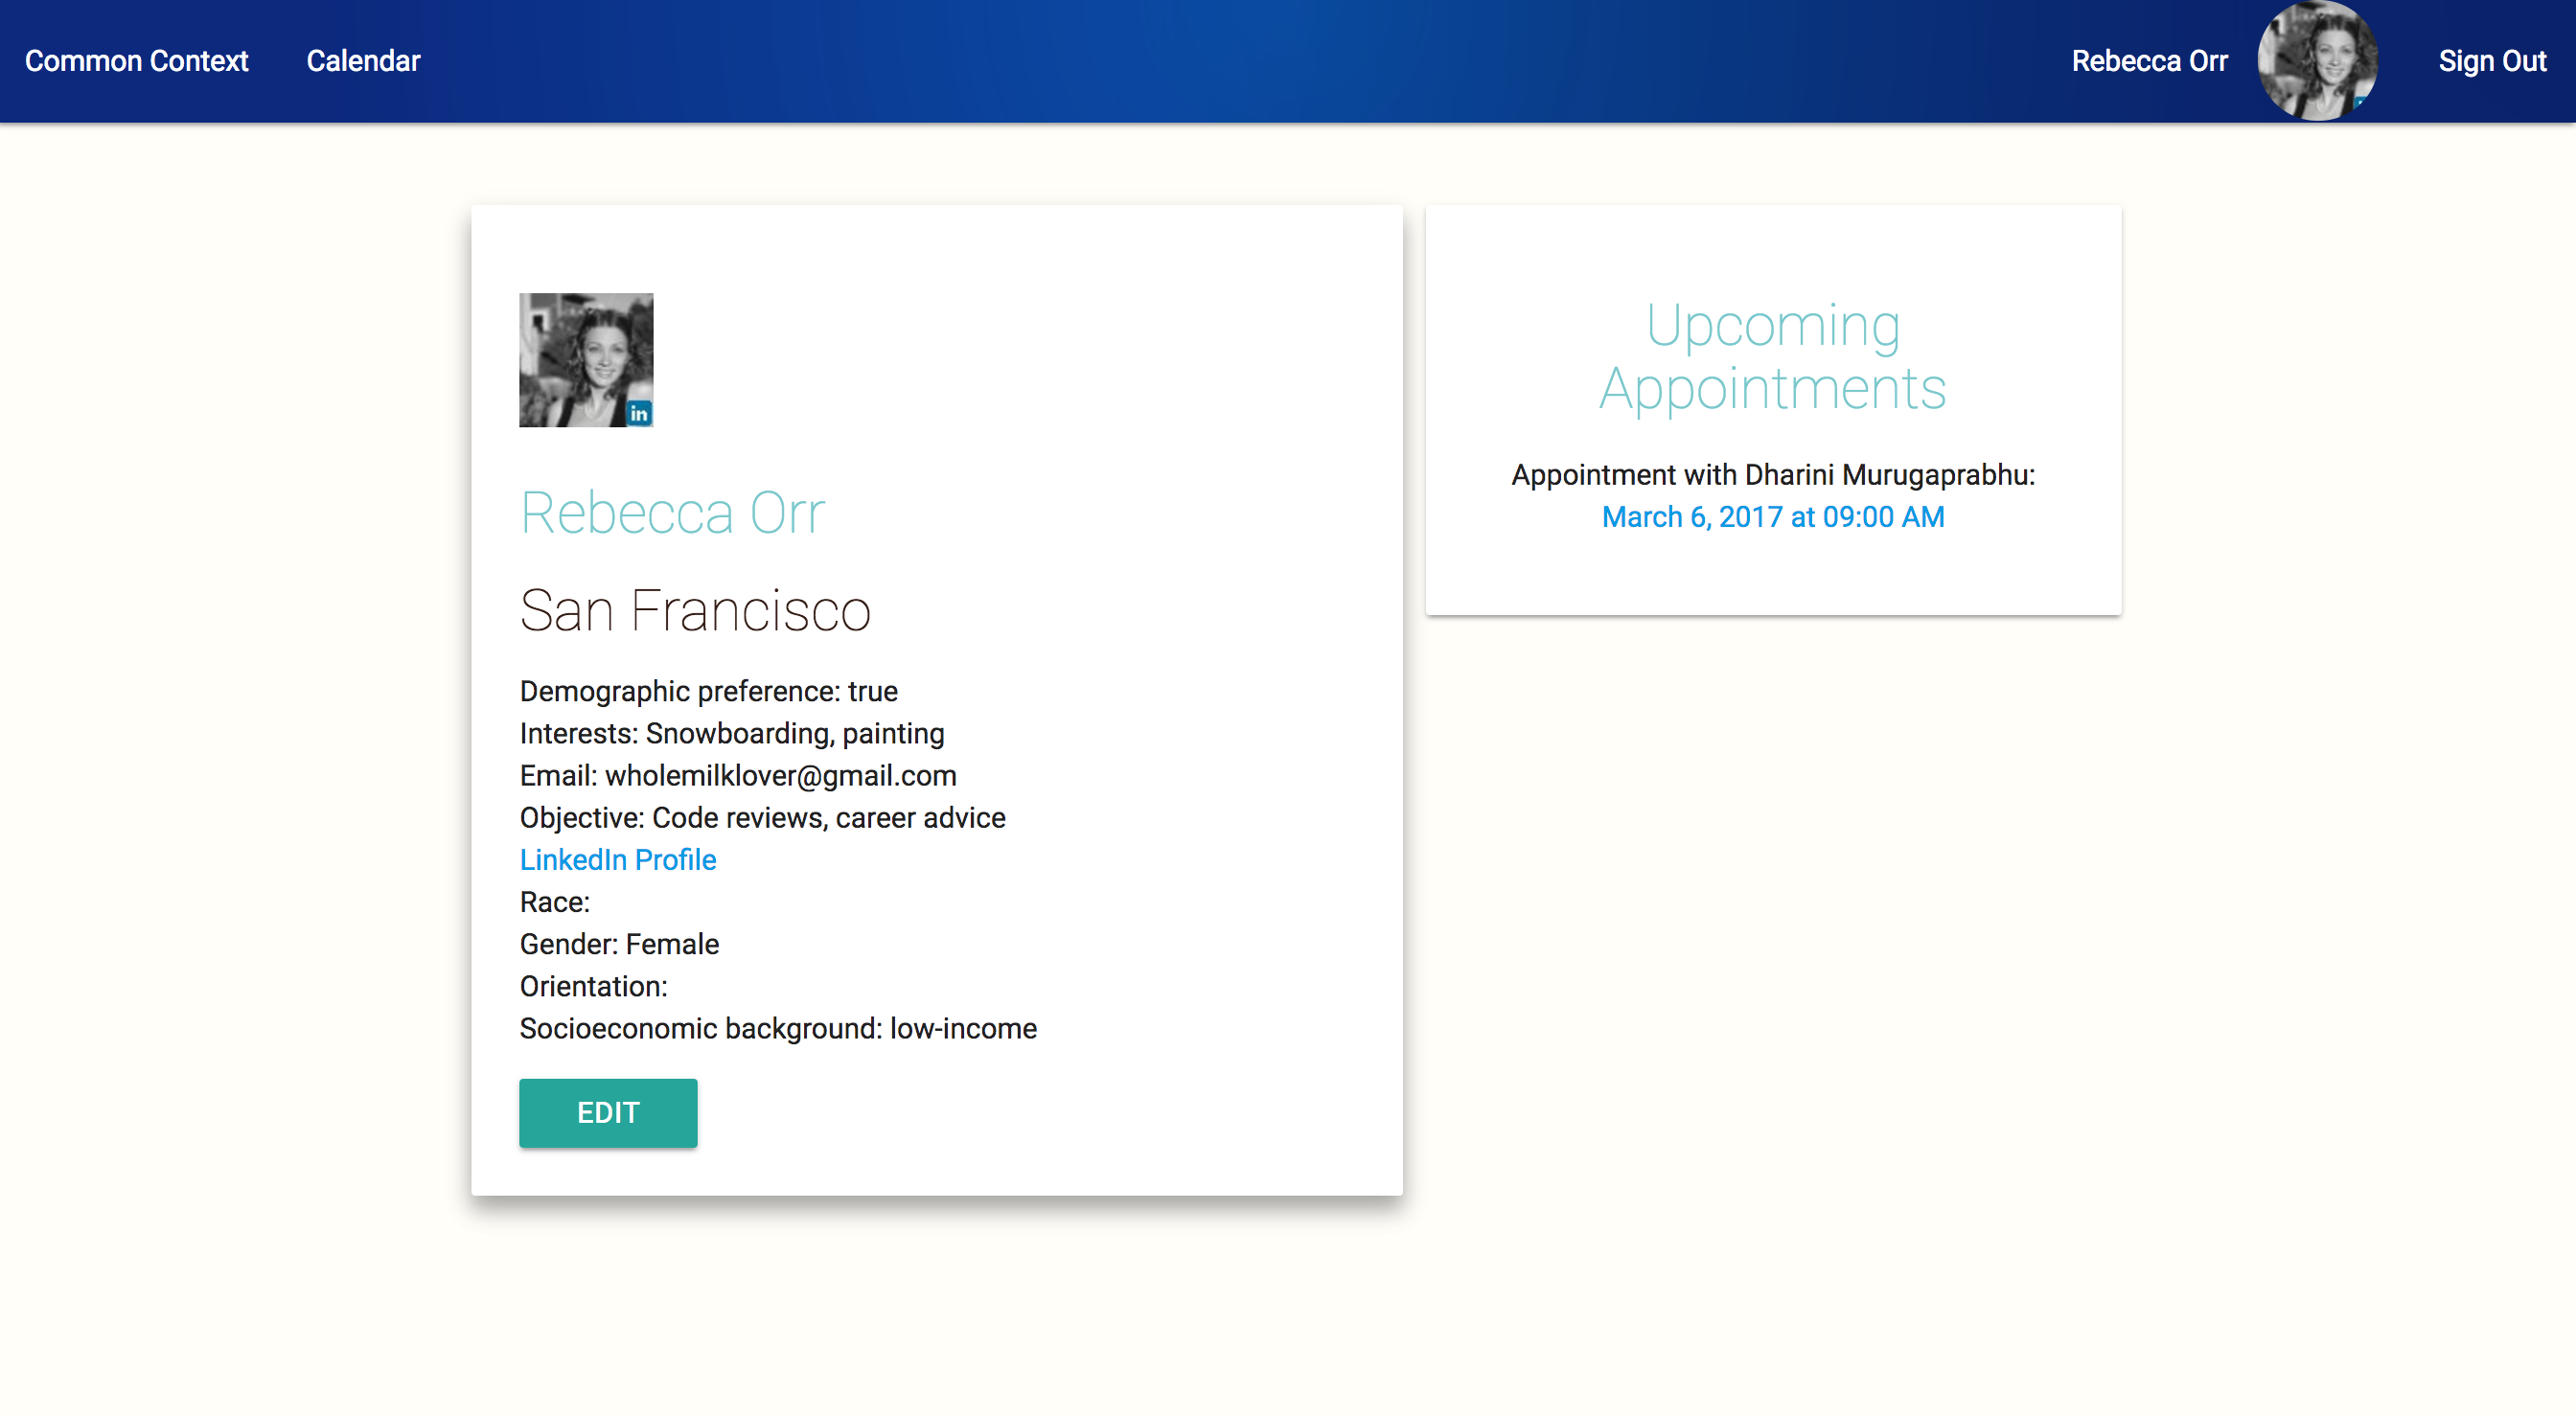 Common Context
Calendar
Rebecca Orr
Sign Out
in
Rebecca Orr
San Francisco
Demographic preference: true
Interests: Snowboarding, painting
Email: wholemilklover@gmail.com
Objective: Code reviews, career advice
LinkedIn Profile
Race:
Gender: Female
Orientation:
Socioeconomic background: low-income
EDIT
Upcoming
Appointments
Appointment with Dharini Murugaprabhu:
March 6, 2017 at 09:00 AM